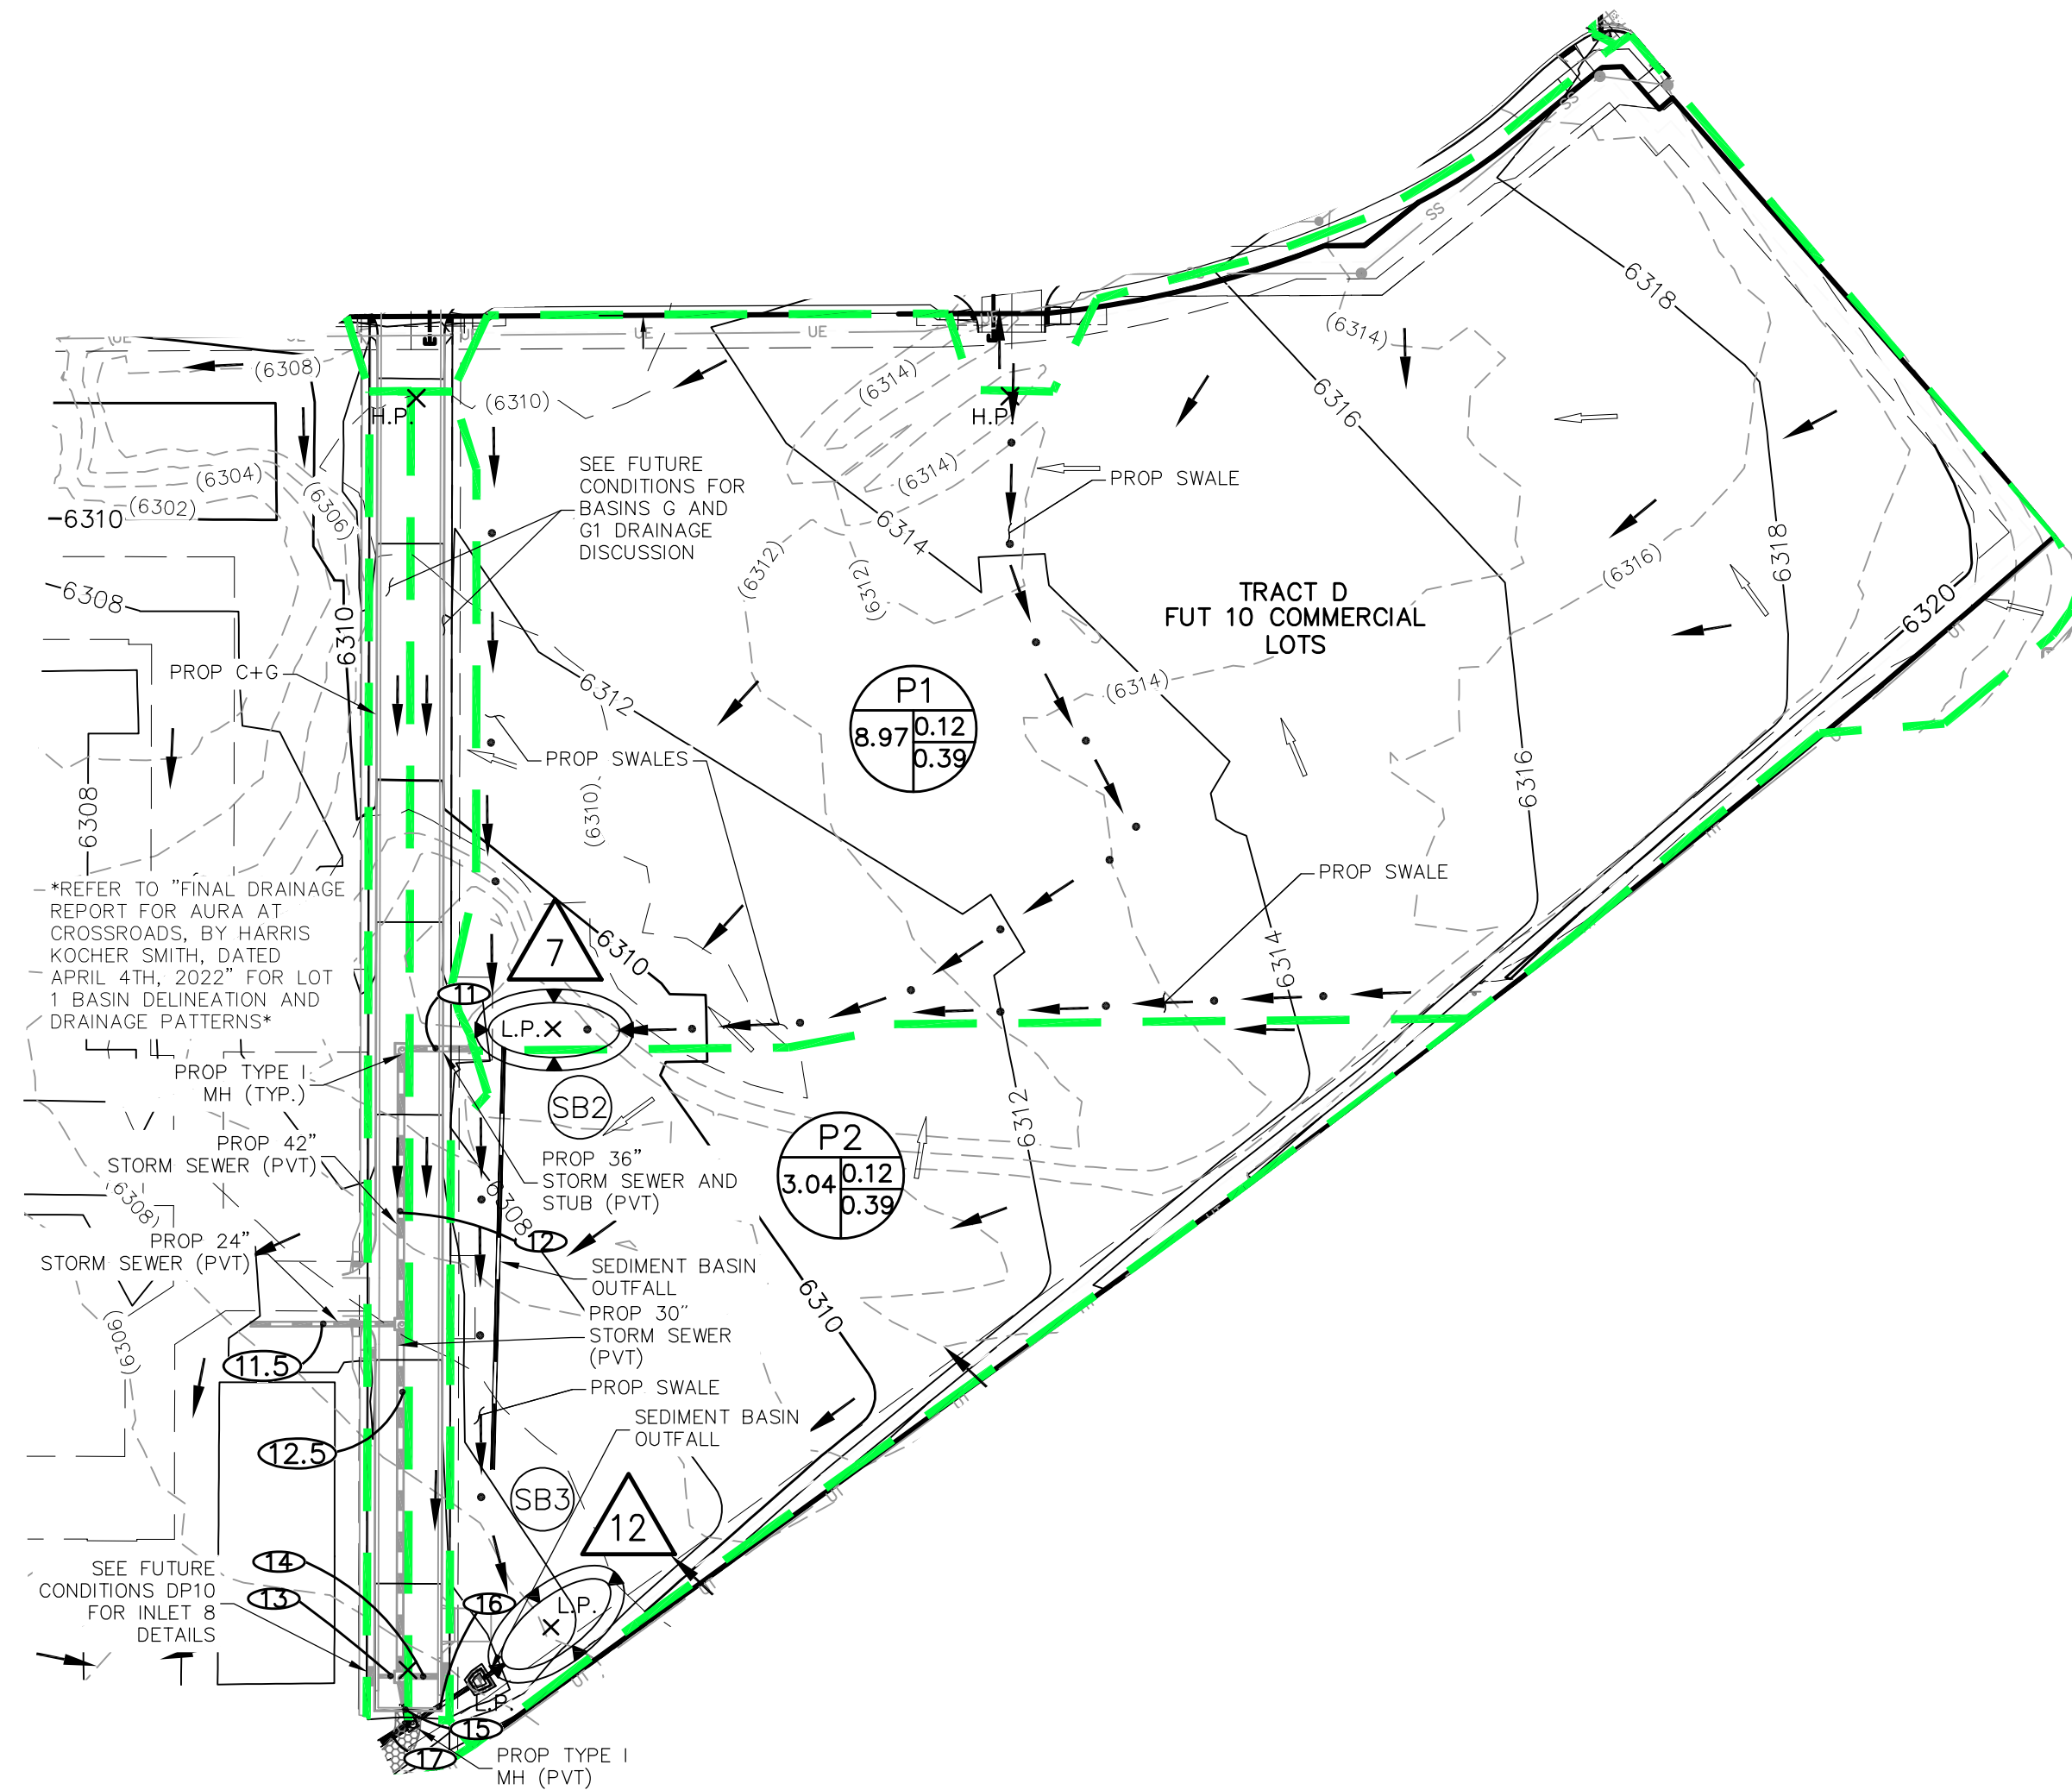 SS
SS
6318
(6314)
6316
UE
UE
UE
UE
(6308)
(6310)
(6314)
H.P.
H.P.
SEE FUTURE
CONDITIONS FOR
BASINS G AND
G1 DRAINAGE
DISCUSSION
(6304)
(6302)
(6306)
6310
(6314)
PROP SWALE
6314
6318
(6312)
(6312)
(6316)
6308
6310
TRACT D
FUT 10 COMMERCIAL
LOTS
6320
PROP C+G
6312
P1
8.97
0.12
0.39
(6314)
PROP SWALES
6316
(6310)
6308
PROP SWALE
*REFER TO "FINAL DRAINAGE
REPORT FOR AURA AT
CROSSROADS, BY HARRIS
KOCHER SMITH, DATED
APRIL 4TH, 2022" FOR LOT
1 BASIN DELINEATION AND
DRAINAGE PATTERNS*
7
6310
6314
11
L.P.
PROP TYPE I
MH (TYP.)
SB2
6312
P2
3.04
0.12
0.39
PROP 42"
STORM SEWER (PVT)
PROP 36"
STORM SEWER AND
STUB (PVT)
(6308)
6308
12
PROP 24"
STORM SEWER (PVT)
SEDIMENT BASIN
OUTFALL
6310
PROP 30"
STORM SEWER
(PVT)
(6306)
11.5
PROP SWALE
SEDIMENT BASIN
OUTFALL
12.5
SB3
12
14
SEE FUTURE
CONDITIONS DP10
FOR INLET 8
DETAILS
13
16
L.P.
L.P.
15
17
PROP TYPE I
MH (PVT)